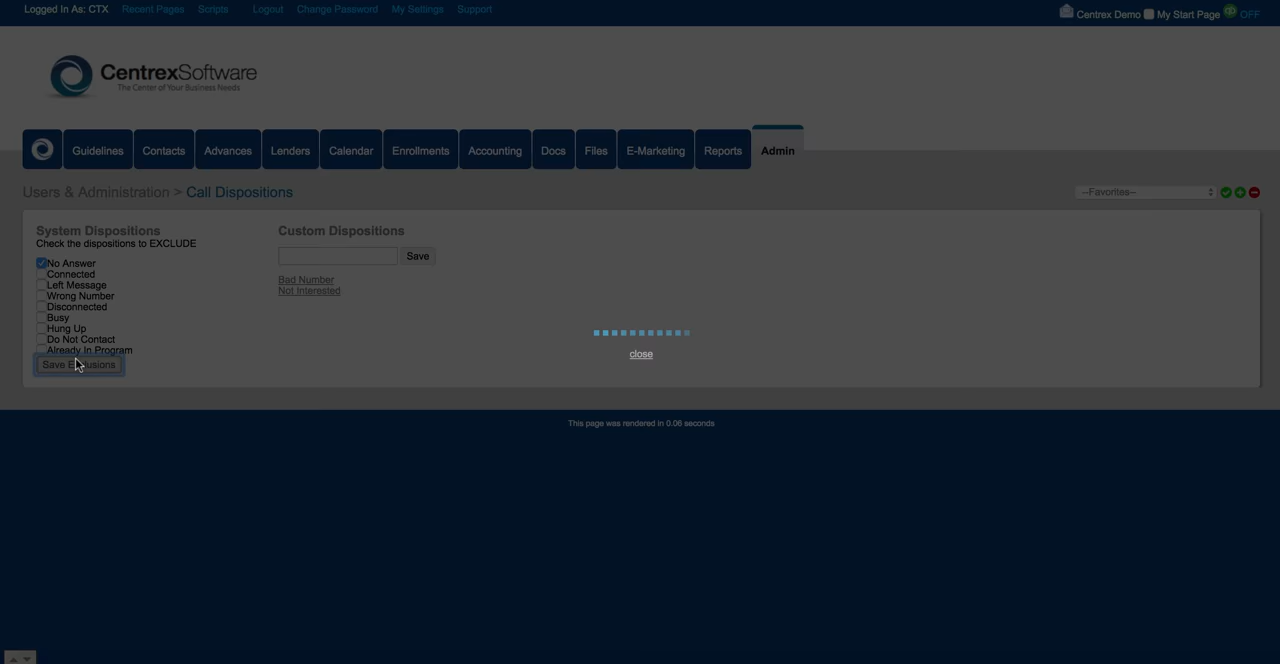 Logged In As: CTX Recent Pages Scripts Logout Change Password My Settings Support
Centrex Demo My Start Page OFF
CentrexSoftware
The Center of Your Business Needs
Guidelines Contacts Advances Lenders Calendar Enrollments Accounting Docs Files E-Marketing Reports Admin
Users & Administration > Call Dispositions
--Favorites--
System Dispositions
Check the dispositions to EXCLUDE
No Answer
Connected
Left Message
Wrong Number
Disconnected
Busy
Hung Up
Do Not Contact
Already In Program
Save Exclusions
Custom Dispositions
Save
Bad Number
Not Interested
close
This page was rendered in 0.06 seconds